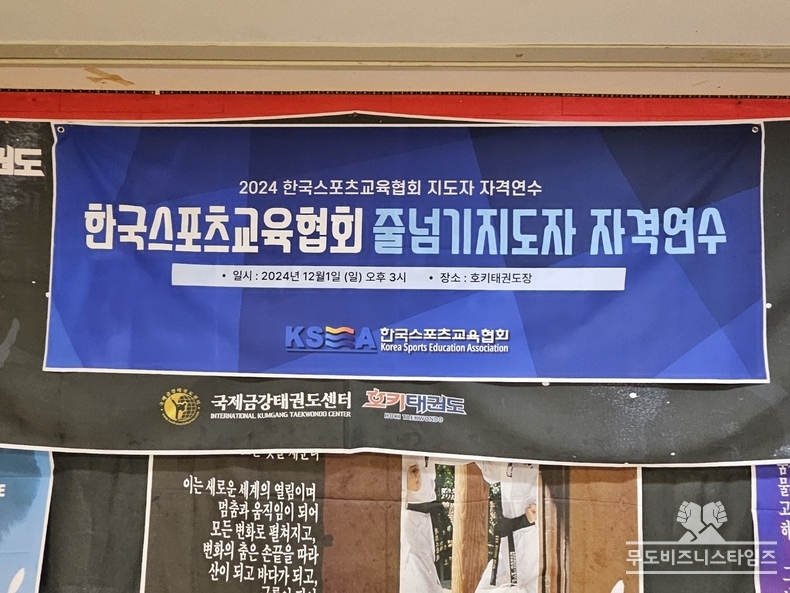 권도
2024 한국스포츠교육협회 지도자 자격연수
한국스포츠교육협회 줄넘기지도자 자격연수
• 일시 : 2024년 12월1일 (일) 오후 3시 • 장소 : 호키태권도장
KSEA 한국스포츠교육협회
Korea Sports Education Association
국제금강태권도센터
INTERNATIONAL KUMGANG TAEKWONDO CENTER
호키태권도
HOKI TAEKWONDO
이는 새로운 세계의 열림이며
멈춤과 움직임이 되어
모든 변화로 펼쳐지고,
변화의 춤은 손끝을 따라
산이 되고 바다가 되고,
무도비즈니스타임즈